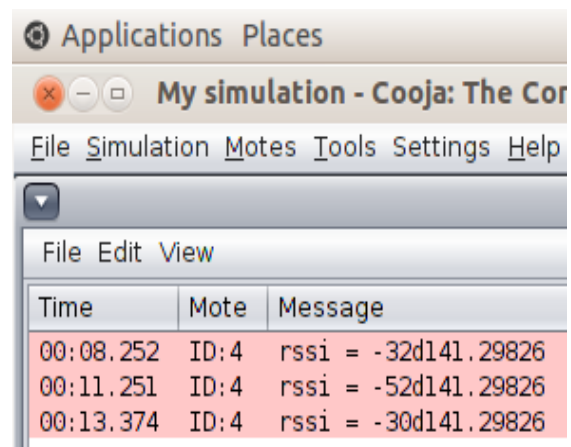 Applications Places
My simulation - Cooja: The Cor
File Simulation Motes Tools Settings Help
File Edit View
Time Mote Message
00:08.252 ID:4 rssi = -32d141.29826
00:11.251 ID:4 rssi = -52d141.29826
00:13.374 ID:4 rssi = -30d141.29826